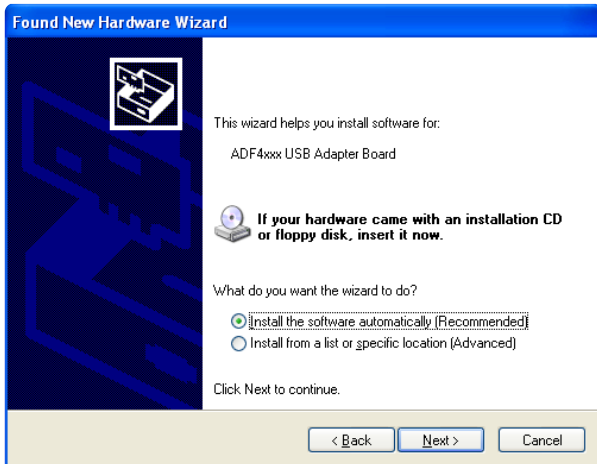 Found New Hardware Wizard
This wizard helps you install software for:
ADF4xxx USB Adapter Board
If your hardware came with an installation CD
or floppy disk, insert it now.
What do you want the wizard to do?
Install the software automatically (Recommended)
Install from a list or specific location (Advanced)
Click Next to continue.
< Back Next > Cancel